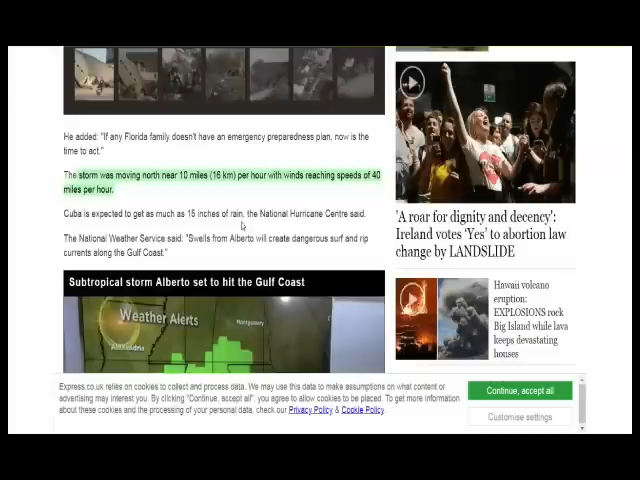 He added: "If any Florida family doesn't have an emergency preparedness plan, now is the
time to act."
The storm was moving north near 10 miles (16 km) per hour with winds reaching speeds of 40
miles per hour.
Cuba is expected to get as much as 15 inches of rain, the National Hurricane Centre said.
The National Weather Service said: "Swells from Alberto will create dangerous surf and rip
currents along the Gulf Coast."
Subtropical storm Alberto set to hit the Gulf Coast
Weather Alerts
Montgomery
Alexandria
'A roar for dignity and decency':
Ireland votes 'Yes' to abortion law
change by LANDSLIDE
Hawaii volcano
eruption:
EXPLOSIONS rock
Big Island while lava
keeps devastating
houses
Express.co.uk relies on cookies to collect and process data. We may use this data to make assumptions on what content or
advertising may interest you. By clicking "Continue, accept all", you agree to allow cookies to be placed. To get more information
about these cookies and the processing of your personal data, check our Privacy Policy & Cookie Policy.
Continue, accept all
Customise settings